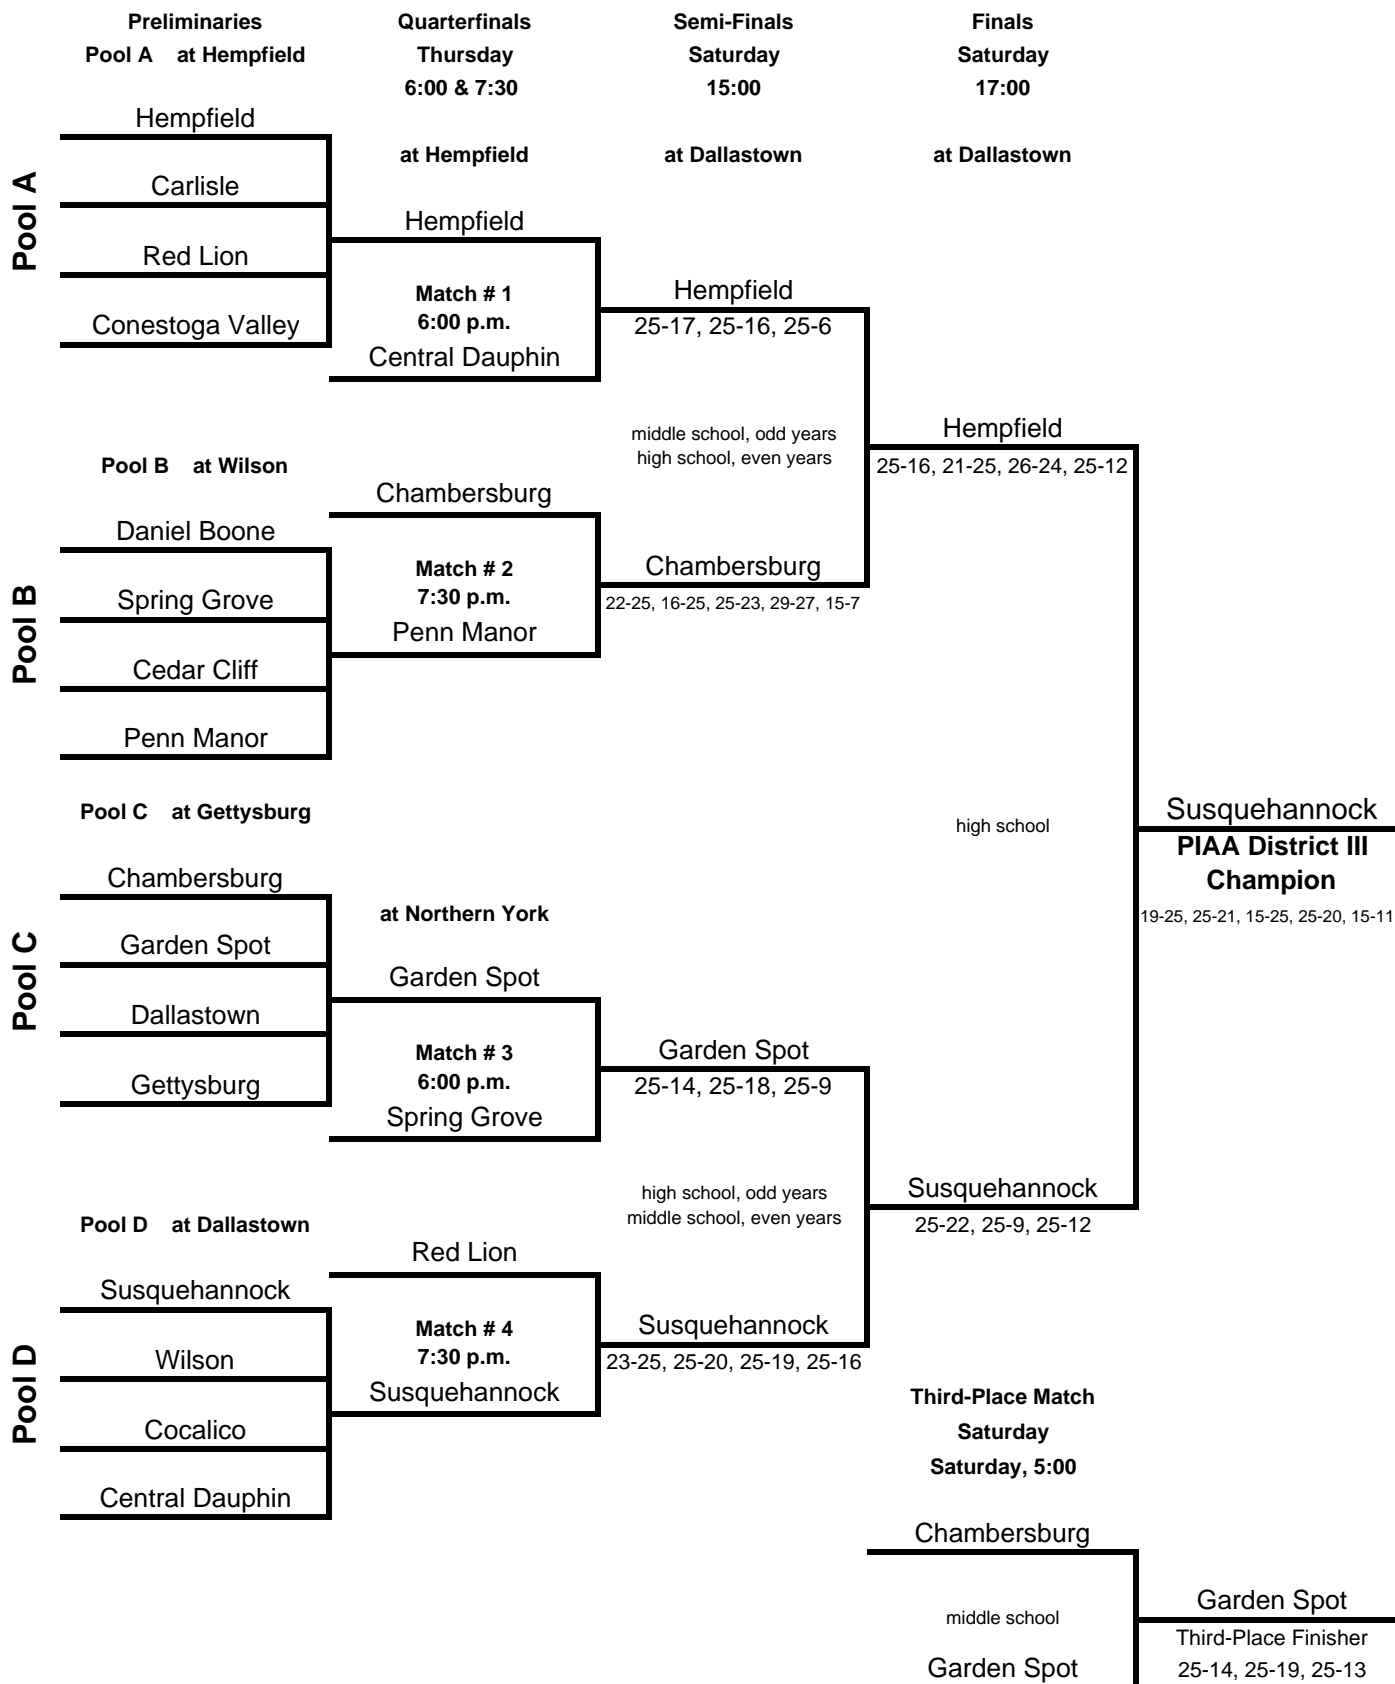 Preliminaries
Pool A at Hempfield
Quarterfinals
Thursday
6:00 & 7:30
at Hempfield
Semi-Finals
Saturday
15:00
at Dallastown
Finals
Saturday
17:00
at Dallastown
Pool A
Hempfield
Carlisle
Red Lion
Conestoga Valley
Hempfield
Match # 1
6:00 p.m.
Central Dauphin
Hempfield
25-17, 25-16, 25-6
middle school, odd years
high school, even years
Hempfield
25-16, 21-25, 26-24, 25-12
Pool B at Wilson
Pool B
Daniel Boone
Spring Grove
Cedar Cliff
Penn Manor
Chambersburg
Match # 2
7:30 p.m.
Penn Manor
Chambersburg
22-25, 16-25, 25-23, 29-27, 15-7
Pool C at Gettysburg
Pool C
Chambersburg
Garden Spot
Dallastown
Gettysburg
at Northern York
Garden Spot
Match # 3
6:00 p.m.
Spring Grove
Garden Spot
25-14, 25-18, 25-9
high school
Susquehannock
PIAA District III
Champion
19-25, 25-21, 15-25, 25-20, 15-11
high school, odd years
middle school, even years
Susquehannock
25-22, 25-9, 25-12
Pool D at Dallastown
Pool D
Susquehannock
Wilson
Cocalico
Central Dauphin
Red Lion
Match # 4
7:30 p.m.
Susquehannock
Susquehannock
23-25, 25-20, 25-19, 25-16
Third-Place Match
Saturday
Saturday, 5:00
Chambersburg
middle school
Garden Spot
Garden Spot
Third-Place Finisher
25-14, 25-19, 25-13